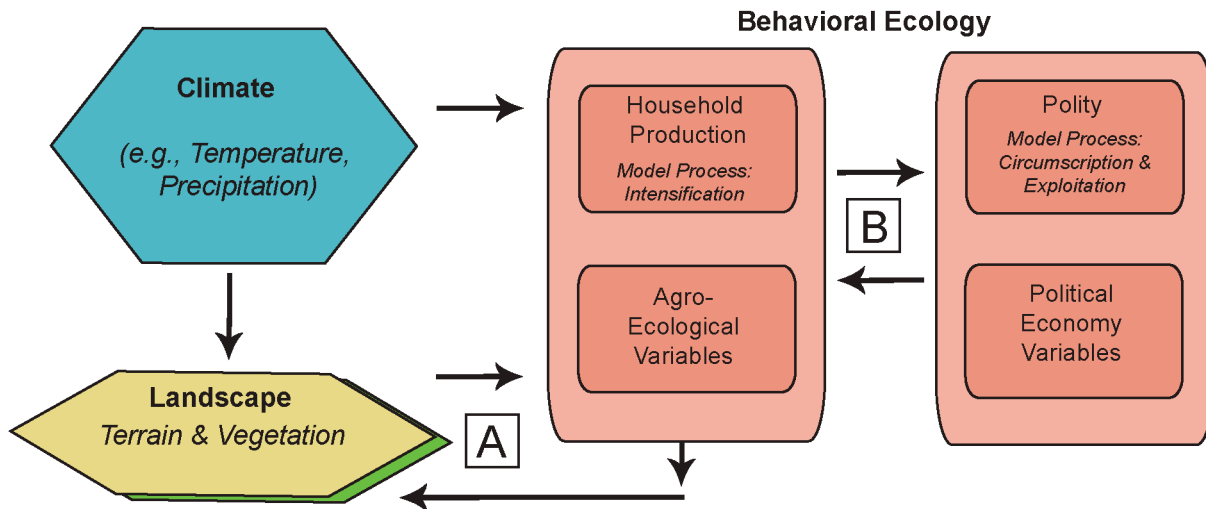 Behavioral Ecology
Climate
(e.g., Temperature,
Precipitation)
Landscape
Terrain & Vegetation
A
Household
Production
Model Process:
Intensification
Agro-
Ecological
Variables
B
Polity
Model Process:
Circumscription &
Exploitation
Political
Economy
Variables